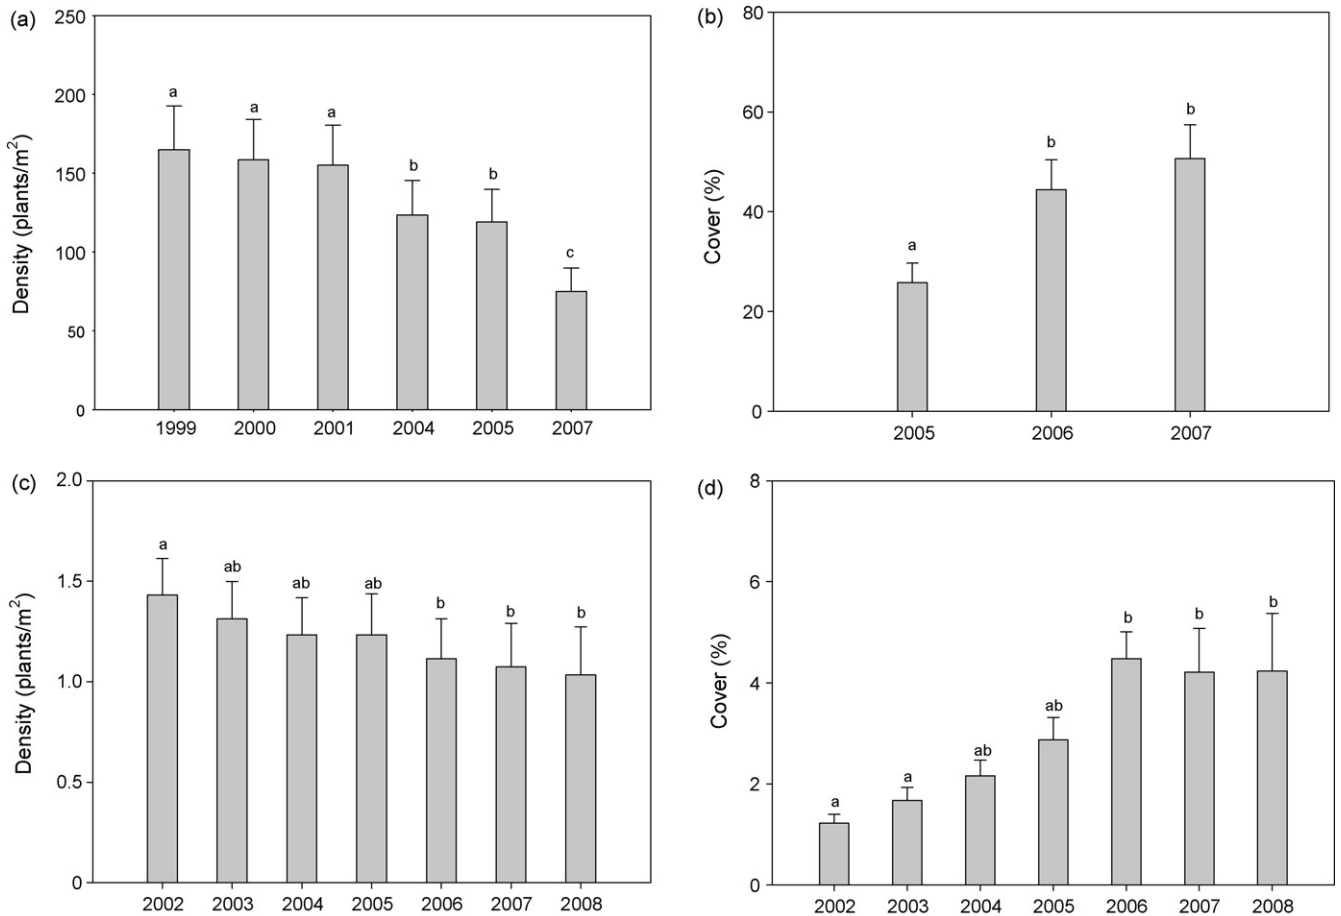 (a)
250
200
150
100
50
0
Density (plants/m²)
a
a
a
b
b
c
1999 2000 2001 2004 2005 2007
(b)
80
60
40
20
0
Cover (%)
a
b
b
2005 2006 2007
(c)
2.0
1.5
1.0
0.5
0
Density (plants/m²)
a
ab
ab
ab
b
b
b
2002 2003 2004 2005 2006 2007 2008
(d)
8
6
4
2
0
Cover (%)
a
a
ab
ab
b
b
b
2002 2003 2004 2005 2006 2007 2008